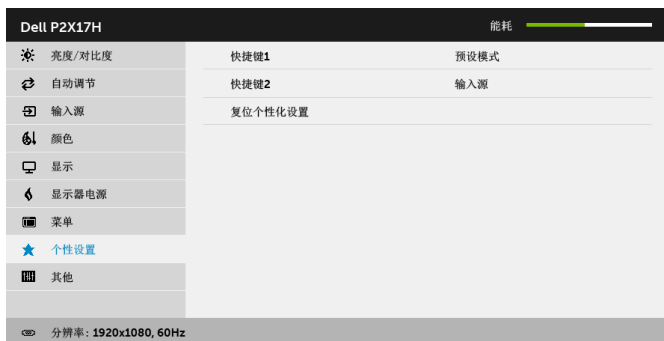 Dell P2X17H 能耗
亮度/对比度 快捷键1 预设模式
自动调节 快捷键2 输入源
输入源 复位个性化设置
颜色
显示
显示器电源
菜单
个性设置
其他
分辨率: 1920x1080, 60Hz